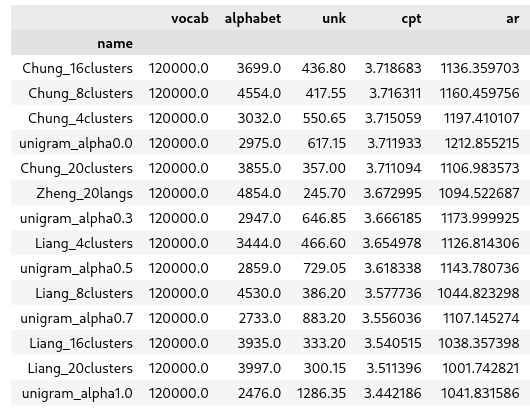 vocab alphabet unk cpt ar
name
Chung_16clusters 120000.0 3699.0 436.80 3.718683 1136.359703
Chung_8clusters 120000.0 4554.0 417.55 3.716311 1160.459756
Chung_4clusters 120000.0 3032.0 550.65 3.715059 1197.410107
unigram_alpha0.0 120000.0 2975.0 617.15 3.711933 1212.855215
Chung_20clusters 120000.0 3855.0 357.00 3.711094 1106.983573
Zheng_20langs 120000.0 4854.0 245.70 3.672995 1094.522687
unigram_alpha0.3 120000.0 2947.0 646.85 3.666185 1173.999925
Liang_4clusters 120000.0 3444.0 466.60 3.654978 1126.814306
unigram_alpha0.5 120000.0 2859.0 729.05 3.618338 1143.780736
Liang_8clusters 120000.0 4530.0 386.20 3.577736 1044.823298
unigram_alpha0.7 120000.0 2733.0 883.20 3.556036 1107.145274
Liang_16clusters 120000.0 3935.0 333.20 3.540515 1038.357398
Liang_20clusters 120000.0 3997.0 300.15 3.511396 1001.742821
unigram_alpha1.0 120000.0 2476.0 1286.35 3.442186 1041.831586